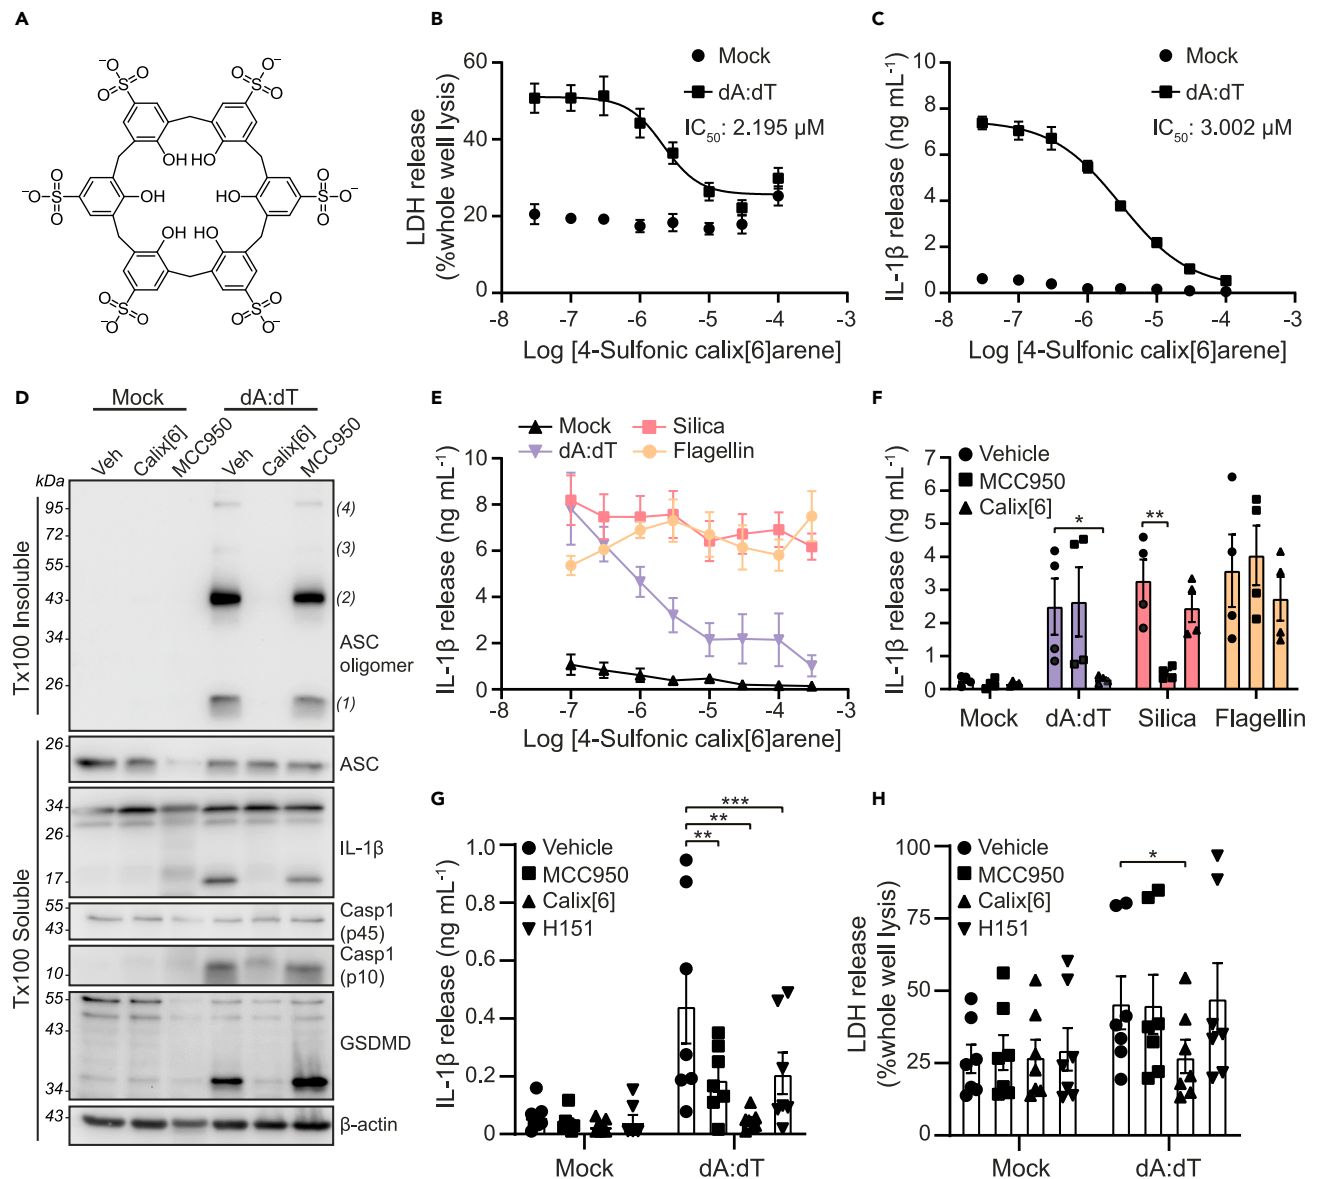 A
⁻O
O
S
O
O
S
O
O⁻
OH
HO
⁻O
O
S
O
OH
HO
O
S
O⁻
O
OH
HO
O
S
⁻O
O
O
S
O⁻
O
B
LDH release
(%whole well lysis)
60
40
20
0
-8
-7
-6
-5
-4
-3
Log [4-Sulfonic calix[6]arene]
Mock
dA:dT
IC50: 2.195 µM
C
IL-1β release (ng mL⁻¹)
10
8
6
4
2
0
-8
-7
-6
-5
-4
-3
Log [4-Sulfonic calix[6]arene]
Mock
dA:dT
IC50: 3.002 µM
D
Mock
dA:dT
Veh
Calix[6]
MCC950
Veh
Calix[6]
MCC950
kDa
Tx100 Insoluble
95
72
55
43
34
26
(4)
(3)
(2)
ASC
oligomer
(1)
Tx100 Soluble
26
ASC
34
26
17
IL-1β
55
43
Casp1
(p45)
10
Casp1
(p10)
55
43
34
GSDMD
43
β-actin
E
Mock
Silica
dA:dT
Flagellin
IL-1β release (ng mL⁻¹)
10
8
6
4
2
0
-8
-7
-6
-5
-4
-3
Log [4-Sulfonic calix[6]arene]
F
IL-1β release (ng mL⁻¹)
7
6
5
4
3
2
1
0
Vehicle
MCC950
Calix[6]
*
**
Mock
dA:dT
Silica
Flagellin
G
IL-1β release (ng mL⁻¹)
1.0
0.8
0.6
0.4
0.2
0
Vehicle
MCC950
Calix[6]
H151
***
**
**
Mock
dA:dT
H
LDH release
(%whole well lysis)
100
75
50
25
0
Vehicle
MCC950
Calix[6]
H151
*
Mock
dA:dT